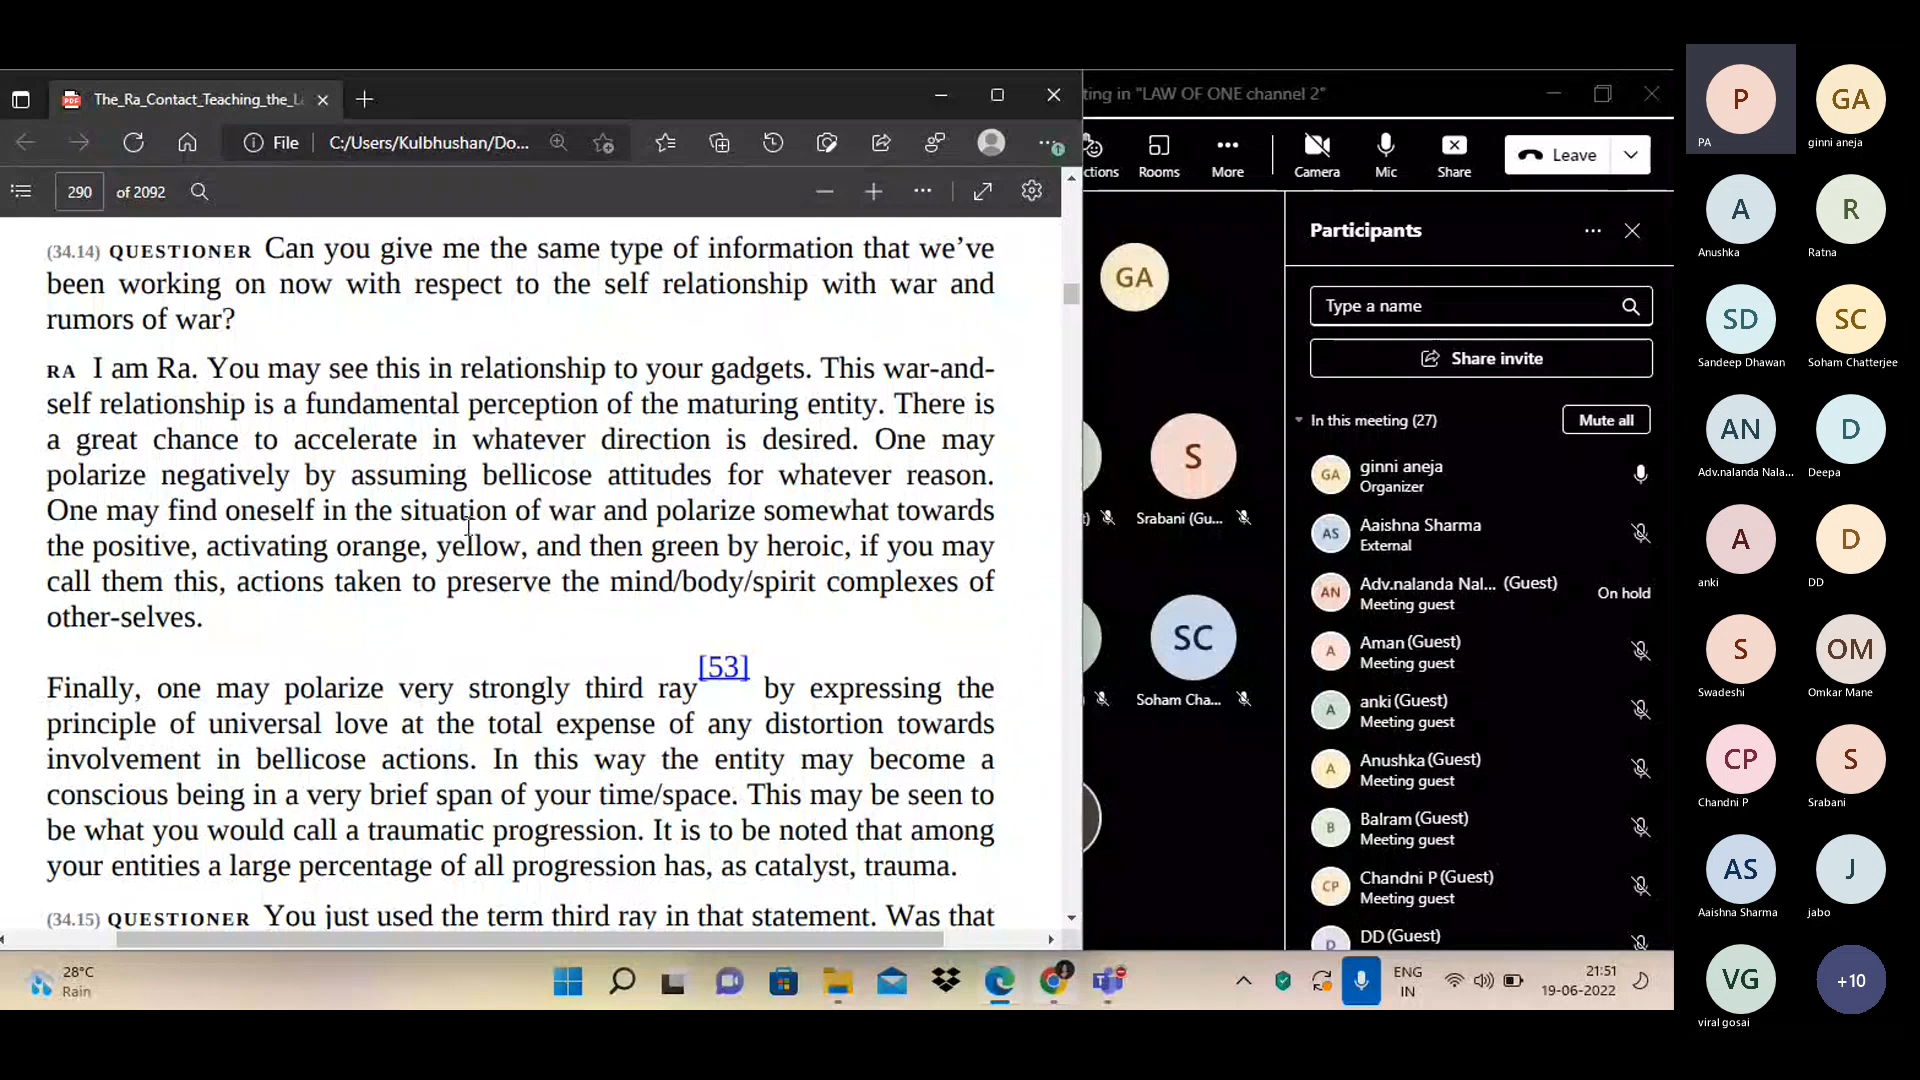 The_Ra_Contact_Teaching_the_L
File
C:/Users/Kulbhushan/Do...
290 of 2092
(34.14) QUESTIONER Can you give me the same type of information that we’ve
been working on now with respect to the self relationship with war and
rumors of war?
RA I am Ra. You may see this in relationship to your gadgets. This war-and-
self relationship is a fundamental perception of the maturing entity. There is
a great chance to accelerate in whatever direction is desired. One may
polarize negatively by assuming bellicose attitudes for whatever reason.
One may find oneself in the situation of war and polarize somewhat towards
the positive, activating orange, yellow, and then green by heroic, if you may
call them this, actions taken to preserve the mind/body/spirit complexes of
other-selves.
Finally, one may polarize very strongly third ray[53] by expressing the
principle of universal love at the total expense of any distortion towards
involvement in bellicose actions. In this way the entity may become a
conscious being in a very brief span of your time/space. This may be seen to
be what you would call a traumatic progression. It is to be noted that among
your entities a large percentage of all progression has, as catalyst, trauma.
(34.15) QUESTIONER You just used the term third ray in that statement. Was that
ting in "LAW OF ONE channel 2"
ctions
Rooms
More
Camera
Mic
Share
Leave
GA
S
Srabani (Gu...
SC
Soham Cha...
Participants
Type a name
Share invite
In this meeting (27)
Mute all
GA
ginni aneja
Organizer
AS
Aaishna Sharma
External
AN
Adv.nalanda Nal... (Guest)
Meeting guest
On hold
A
Aman (Guest)
Meeting guest
A
anki (Guest)
Meeting guest
A
Anushka (Guest)
Meeting guest
B
Balram (Guest)
Meeting guest
CP
Chandni P (Guest)
Meeting guest
D
DD (Guest)
P
PA
GA
ginni aneja
A
Anushka
R
Ratna
SD
Sandeep Dhawan
SC
Soham Chatterjee
AN
Adv.nalanda Nala...
D
Deepa
A
anki
D
DD
S
Swadeshi
OM
Omkar Mane
CP
Chandni P
S
Srabani
AS
Aaishna Sharma
J
jabo
VG
viral gosai
+10
28°C
Rain
ENG
IN
21:51
19-06-2022